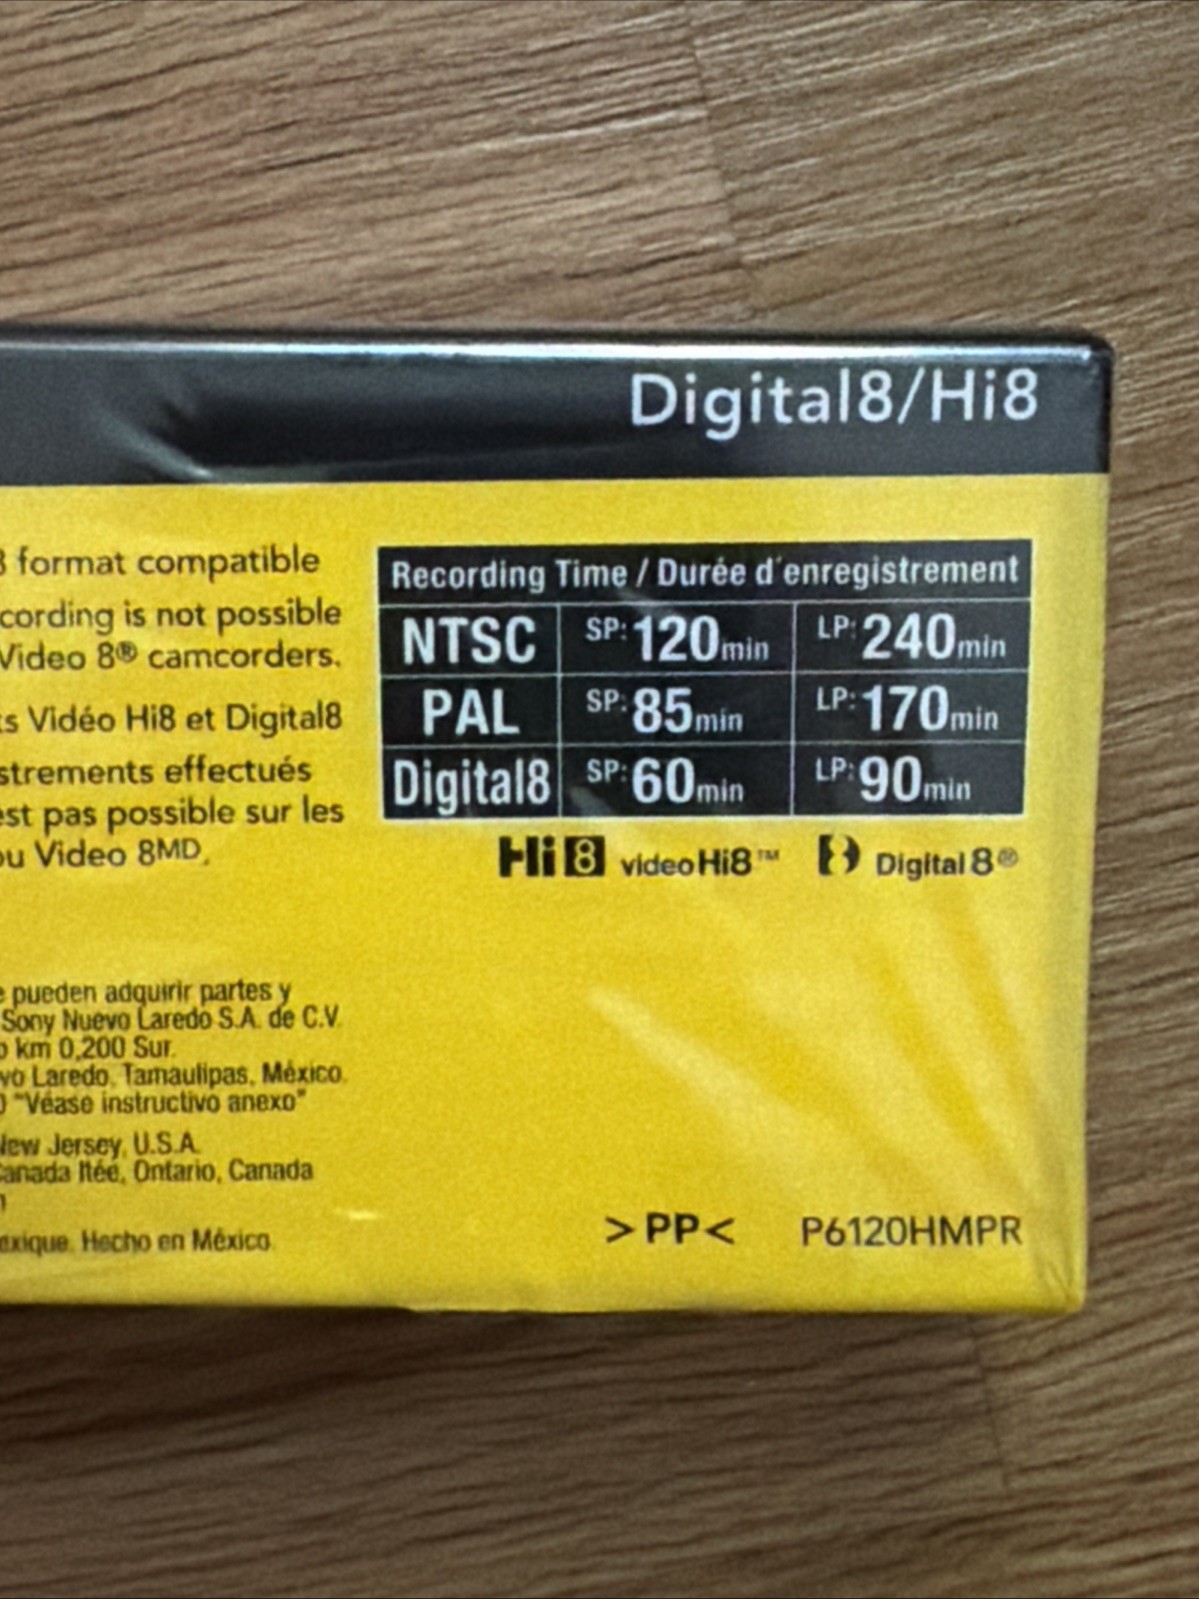 Digital8/Hi8
8 format compatible
cording is not possible
Video 8® camcorders.
ts Vidéo Hi8 et Digital8
strements effectués
est pas possible sur les
ou Video 8MD.
Recording Time / Durée d'enregistrement
NTSC SP: 120min LP: 240min
PAL SP: 85min LP: 170min
Digital8 SP: 60min LP: 90min
Hi8 video Hi8™ Digital 8®
e pueden adquirir partes y
Sony Nuevo Laredo S.A. de C.V.
o km 0,200 Sur.
vo Laredo, Tamaulipas, México.
0 "Véase instructivo anexo"
New Jersey, U.S.A.
Canada ltée, Ontario, Canada
exique. Hecho en México.
>PP< P6120HMPR